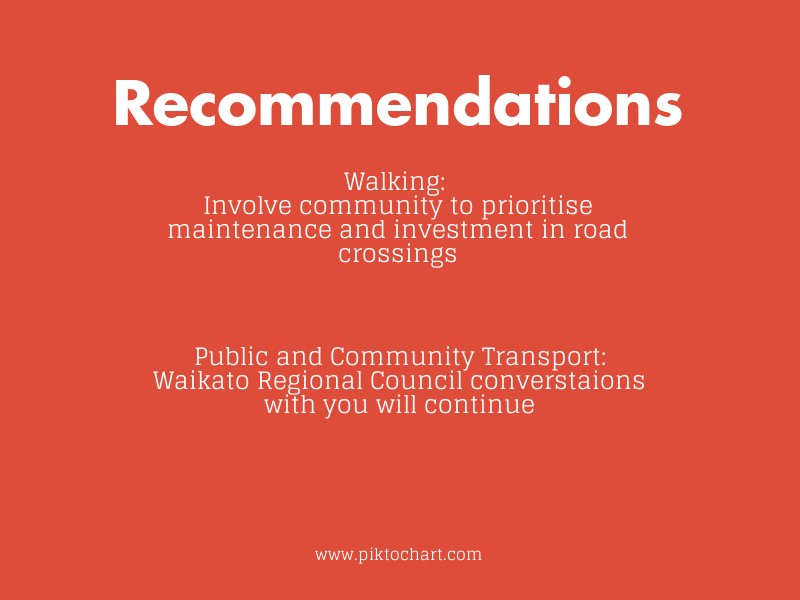 Recommendations
Walking:
Involve community to prioritise
maintenance and investment in road
crossings
Public and Community Transport:
Waikato Regional Council converstaions
with you will continue
www.piktochart.com